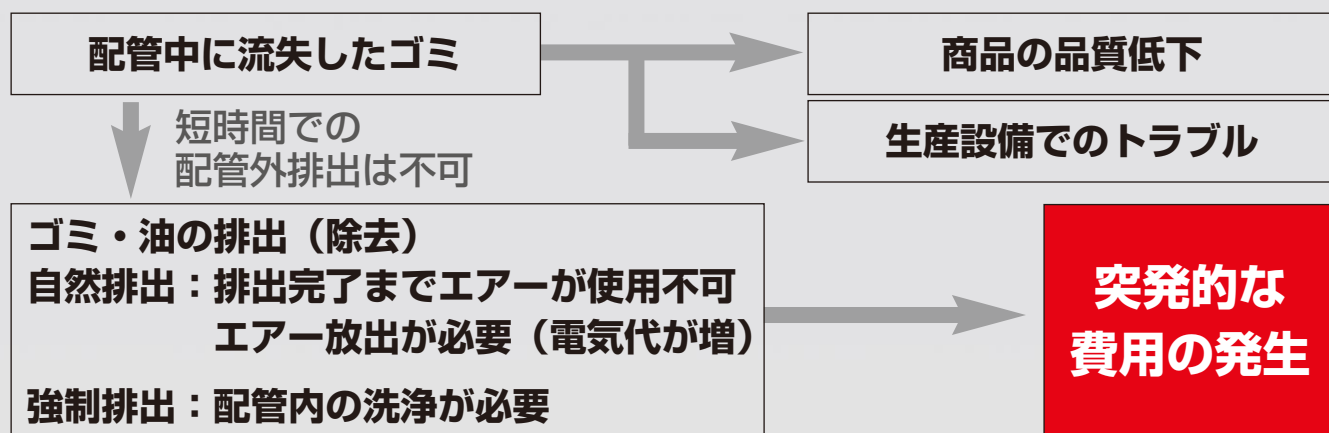 配管中に流失したゴミ
商品の品質低下
生産設備でのトラブル
短時間での
配管外排出は不可
ゴミ・油の排出（除去）
自然排出：排出完了までエアーが使用不可
エアー放出が必要（電気代が増）
強制排出：配管内の洗浄が必要
突発的な
費用の発生